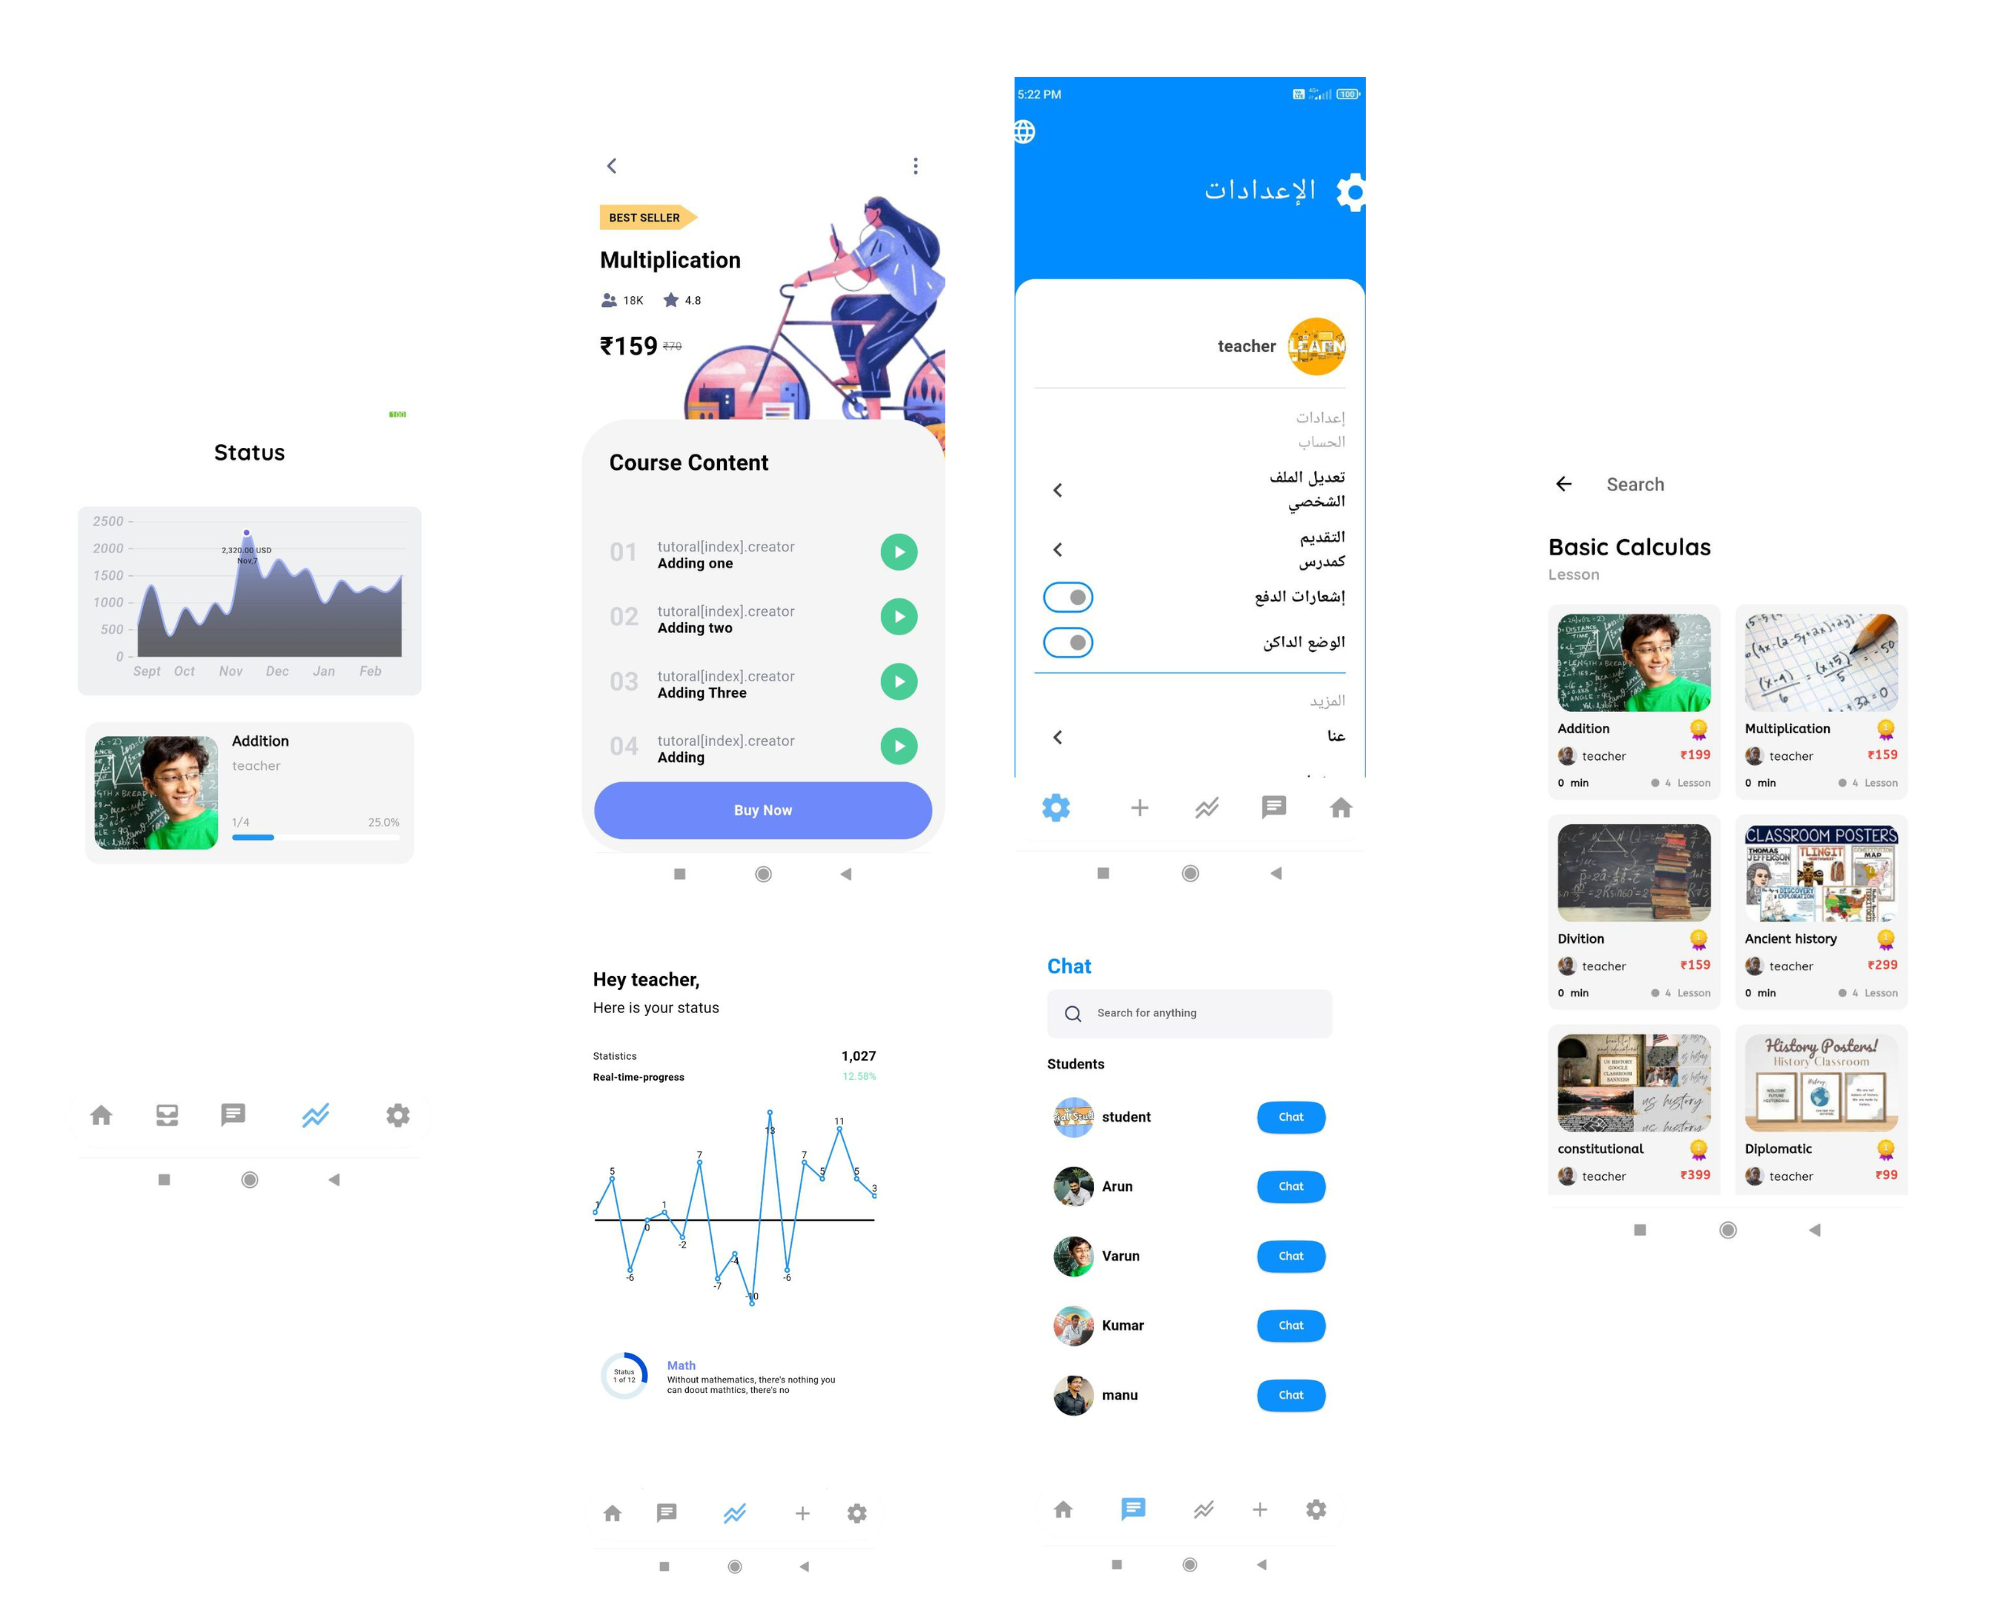 100
Status
2500
2000
1500
1000
500
0
2,320.00 USD
Nov,7
Sept Oct Nov Dec Jan Feb
Addition
teacher
1/4 25.0%
BEST SELLER
Multiplication
18K 4.8
₹159 ₹70
Course Content
01 tutoral[index].creator
Adding one
02 tutoral[index].creator
Adding two
03 tutoral[index].creator
Adding Three
04 tutoral[index].creator
Adding
Buy Now
Hey teacher,
Here is your status
Statistics 1,027
Real-time-progress 12.58%
1 5 -6 0 1 -2 7 -7 -4 -10 13 -6 7 5 11 5 3
Status
1 of 12
Math
Without mathematics, there's nothing you
can doout mathtics, there's no
5:22 PM 4G+ 100
الإعدادات
teacher
LEARN
إعدادات
الحساب
تعديل الملف
الشخصي
التقديم
كمدرس
إشعارات الدفع
الوضع الداكن
المزيد
عنا
Chat
Search for anything
Students
student Chat
Arun Chat
Varun Chat
Kumar Chat
manu Chat
Search
Basic Calculas
Lesson
Addition
teacher ₹199
0 min 4 Lesson
Multiplication
teacher ₹159
0 min 4 Lesson
Divition
teacher ₹159
0 min 4 Lesson
CLASSROOM POSTERS
THOMAS JEFFERSON
TLINGIT
MAP
Ancient history
teacher ₹299
0 min 4 Lesson
us history
constitutional
teacher ₹399
History Posters!
History Classroom
Diplomatic
teacher ₹99